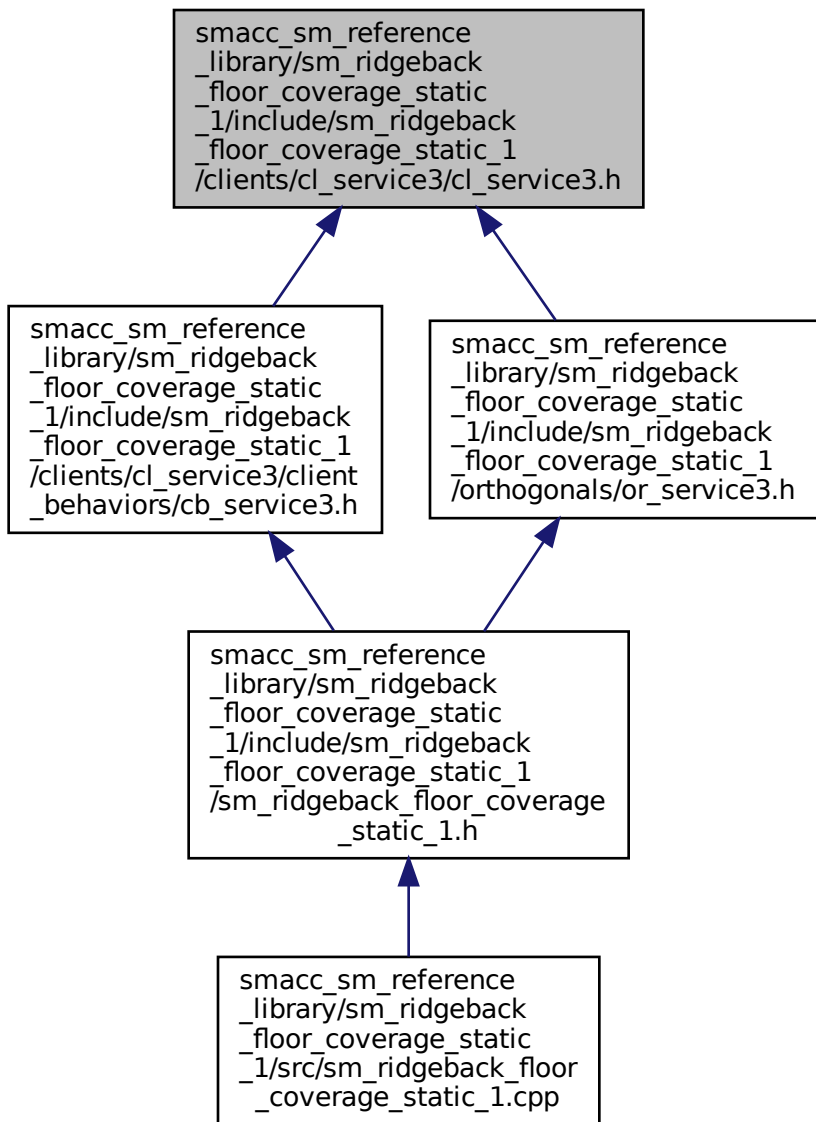 smacc_sm_reference
_library/sm_ridgeback
_floor_coverage_static
_1/include/sm_ridgeback
_floor_coverage_static_1
/clients/cl_service3/cl_service3.h
smacc_sm_reference
_library/sm_ridgeback
_floor_coverage_static
_1/include/sm_ridgeback
_floor_coverage_static_1
/clients/cl_service3/client
_behaviors/cb_service3.h
smacc_sm_reference
_library/sm_ridgeback
_floor_coverage_static
_1/include/sm_ridgeback
_floor_coverage_static_1
/orthogonals/or_service3.h
smacc_sm_reference
_library/sm_ridgeback
_floor_coverage_static
_1/include/sm_ridgeback
_floor_coverage_static_1
/sm_ridgeback_floor_coverage
_static_1.h
smacc_sm_reference
_library/sm_ridgeback
_floor_coverage_static
_1/src/sm_ridgeback_floor
_coverage_static_1.cpp